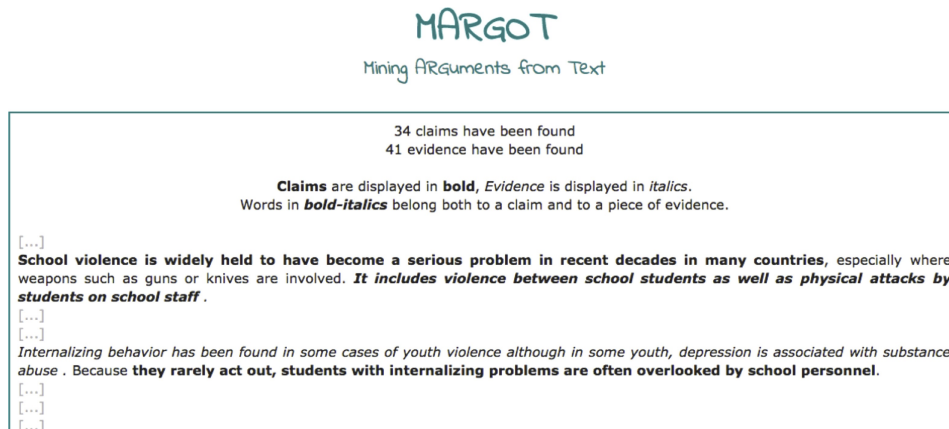 MARGOT
Mining ARGuments from Text
34 claims have been found
41 evidence have been found
Claims are displayed in bold, Evidence is displayed in italics.
Words in bold-italics belong both to a claim and to a piece of evidence.
[...]
School violence is widely held to have become a serious problem in recent decades in many countries, especially where
weapons such as guns or knives are involved. It includes violence between school students as well as physical attacks by
students on school staff .
[...]
[...]
Internalizing behavior has been found in some cases of youth violence although in some youth, depression is associated with substance
abuse . Because they rarely act out, students with internalizing problems are often overlooked by school personnel.
[...]
[...]
[...]